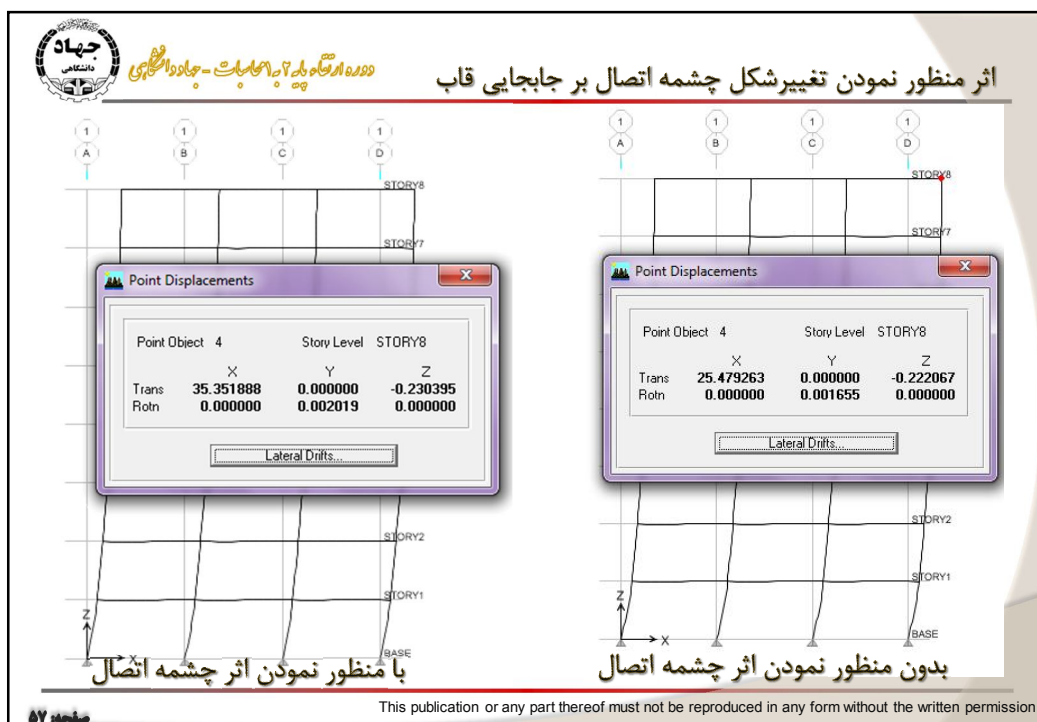 جهاد
دانشگاهی
دوره ارتقاء پایه ۲ به ۱ محاسبات - جهاد دانشگاهی
اثر منظور نمودن تغییرشکل چشمه اتصال بر جابجایی قاب
1 1 1 1
A B C D
STORY8
STORY7
Point Displacements
Point Object 4 Story Level STORY8
X Y Z
Trans 35.351888 0.000000 -0.230395
Rotn 0.000000 0.002019 0.000000
Lateral Drifts...
STORY2
STORY1
Z
X
BASE
با منظور نمودن اثر چشمه اتصال
1 1 1 1
A B C D
STORY8
STORY7
Point Displacements
Point Object 4 Story Level STORY8
X Y Z
Trans 25.479263 0.000000 -0.222067
Rotn 0.000000 0.001655 0.000000
Lateral Drifts...
STORY2
STORY1
Z
X
BASE
بدون منظور نمودن اثر چشمه اتصال
This publication or any part thereof must not be reproduced in any form without the written permission
صفحه: ۵۷